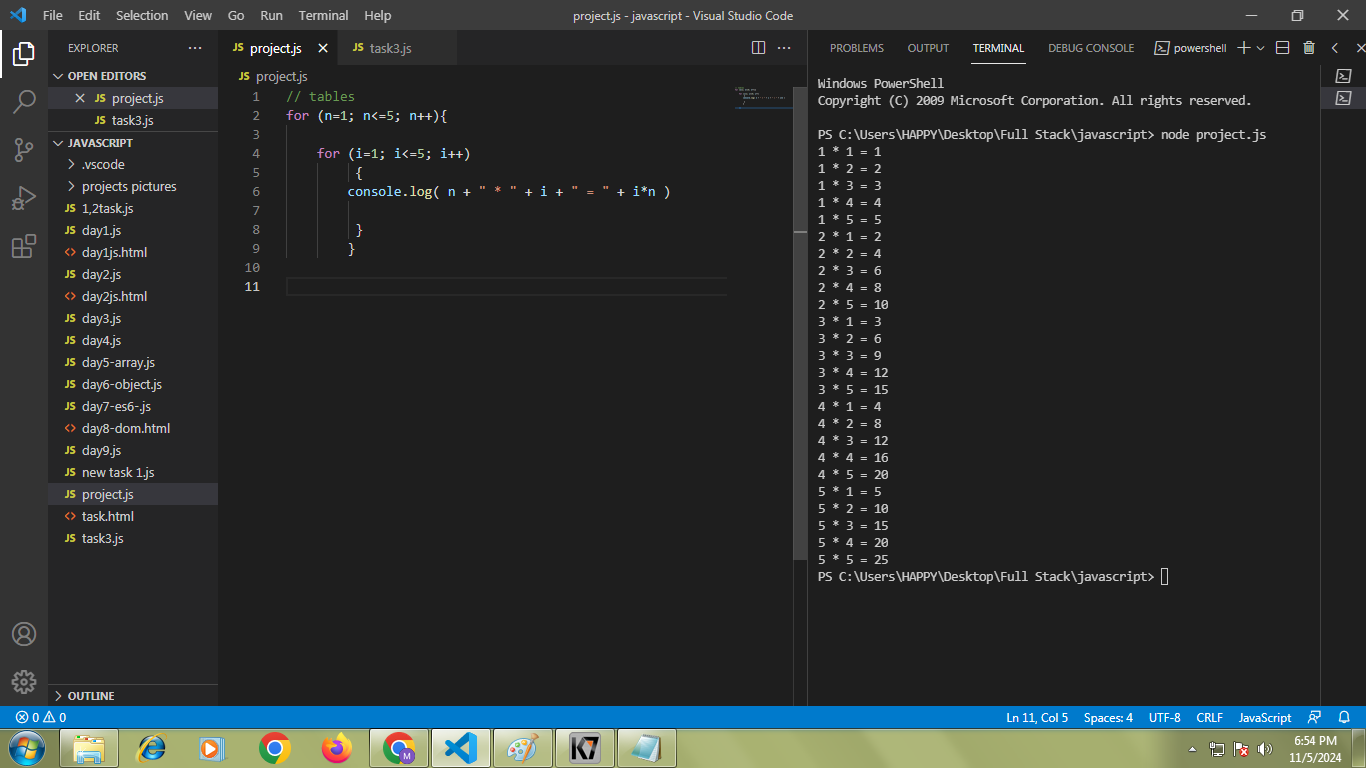 File Edit Selection View Go Run Terminal Help project.js - javascript - Visual Studio Code
EXPLORER
OPEN EDITORS
JS project.js
JS task3.js
JAVASCRIPT
.vscode
projects pictures
JS 1,2task.js
JS day1.js
<> day1js.html
JS day2.js
<> day2js.html
JS day3.js
JS day4.js
JS day5-array.js
JS day6-object.js
JS day7-es6-.js
<> day8-dom.html
JS day9.js
JS new task 1.js
JS project.js
<> task.html
JS task3.js
OUTLINE
JS project.js JS task3.js
JS project.js
1 // tables
2 for (n=1; n<=5; n++){
3
4 for (i=1; i<=5; i++)
5 {
6 console.log( n + " * " + i + " = " + i*n )
7
8 }
9 }
10
11
PROBLEMS OUTPUT TERMINAL DEBUG CONSOLE powershell
Windows PowerShell
Copyright (C) 2009 Microsoft Corporation. All rights reserved.
PS C:\Users\HAPPY\Desktop\Full Stack\javascript> node project.js
1 * 1 = 1
1 * 2 = 2
1 * 3 = 3
1 * 4 = 4
1 * 5 = 5
2 * 1 = 2
2 * 2 = 4
2 * 3 = 6
2 * 4 = 8
2 * 5 = 10
3 * 1 = 3
3 * 2 = 6
3 * 3 = 9
3 * 4 = 12
3 * 5 = 15
4 * 1 = 4
4 * 2 = 8
4 * 3 = 12
4 * 4 = 16
4 * 5 = 20
5 * 1 = 5
5 * 2 = 10
5 * 3 = 15
5 * 4 = 20
5 * 5 = 25
PS C:\Users\HAPPY\Desktop\Full Stack\javascript>
0 0 Ln 11, Col 5 Spaces: 4 UTF-8 CRLF JavaScript
M K7 6:54 PM
11/5/2024